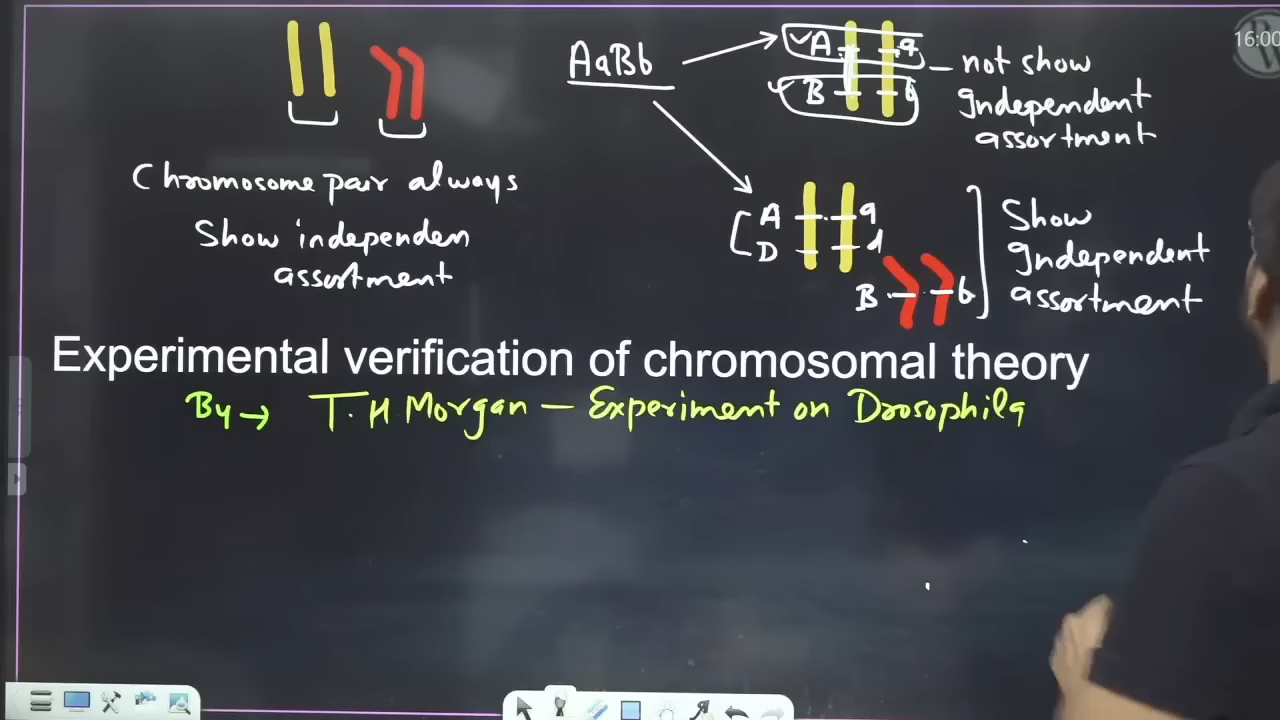 AaBb
A a
B b
not show
Independent
assortment
Chromosome pair always
Show independen
assortment
A a
D d
B b
Show
Independent
assortment
Experimental verification of chromosomal theory
By → T. H Morgan — Experiment on Drosophila
16:00